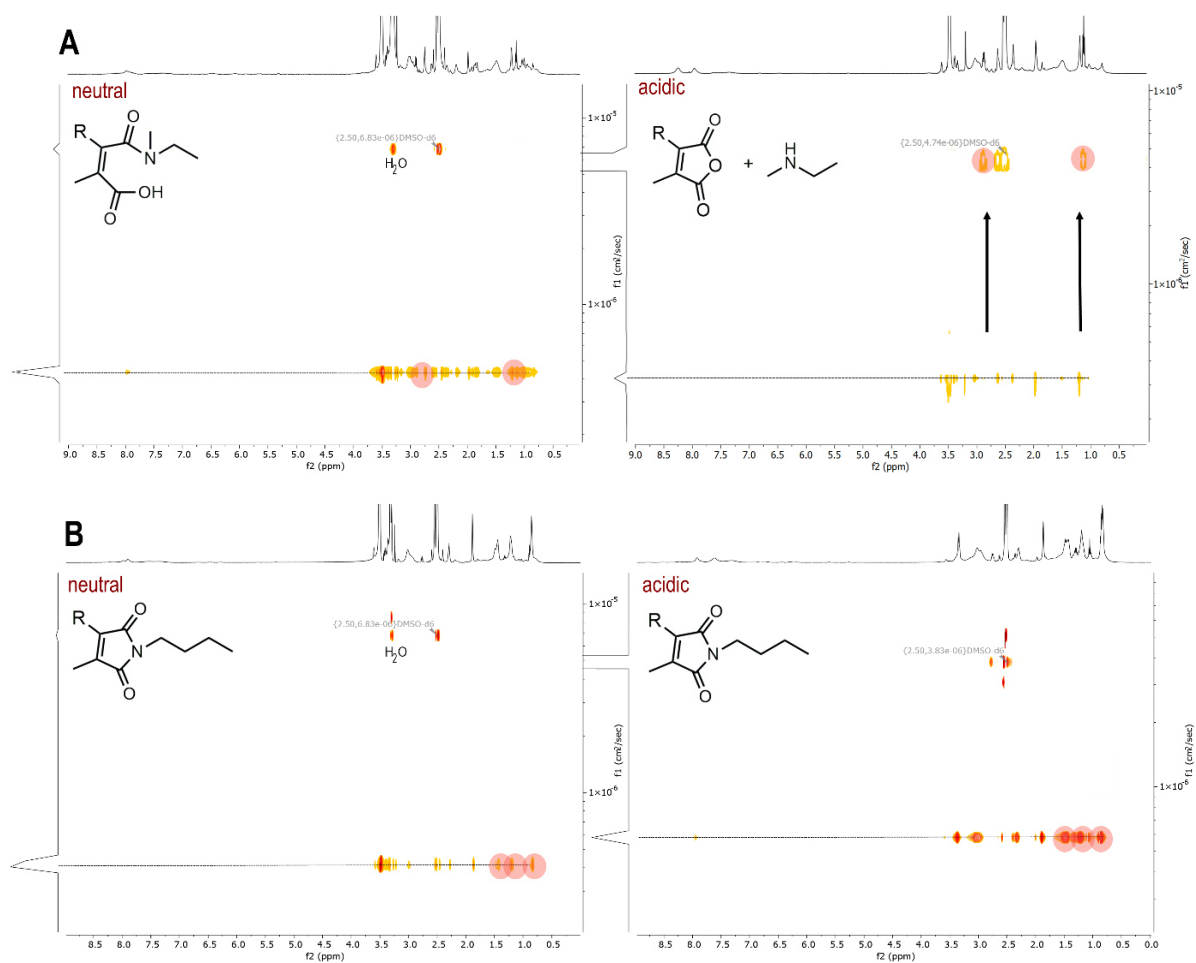 A
neutral
R
O
N
OH
O
{2.50,6.83e-06}DMSO-d6
H2O
1×10-5
1×10-6
f1 (cm2/sec)
9.0 8.5 8.0 7.5 7.0 6.5 6.0 5.5 5.0 4.5 4.0 3.5 3.0 2.5 2.0 1.5 1.0 0.5
f2 (ppm)
acidic
R
O
O
O
+
N
H
{2.50,4.74e-06}DMSO-d6
1×10-5
1×10-6
f1 (cm2/sec)
9.0 8.5 8.0 7.5 7.0 6.5 6.0 5.5 5.0 4.5 4.0 3.5 3.0 2.5 2.0 1.5 1.0 0.5
f2 (ppm)
B
neutral
R
O
N
O
{2.50,6.83e-06}DMSO-d6
H2O
1×10-5
1×10-6
f1 (cm2/sec)
8.5 8.0 7.5 7.0 6.5 6.0 5.5 5.0 4.5 4.0 3.5 3.0 2.5 2.0 1.5 1.0 0.5
f2 (ppm)
acidic
R
O
N
O
{2.50,3.83e-06}DMSO-d6
1×10-6
f1 (cm2/sec)
8.5 8.0 7.5 7.0 6.5 6.0 5.5 5.0 4.5 4.0 3.5 3.0 2.5 2.0 1.5 1.0 0.5 0.0
f2 (ppm)